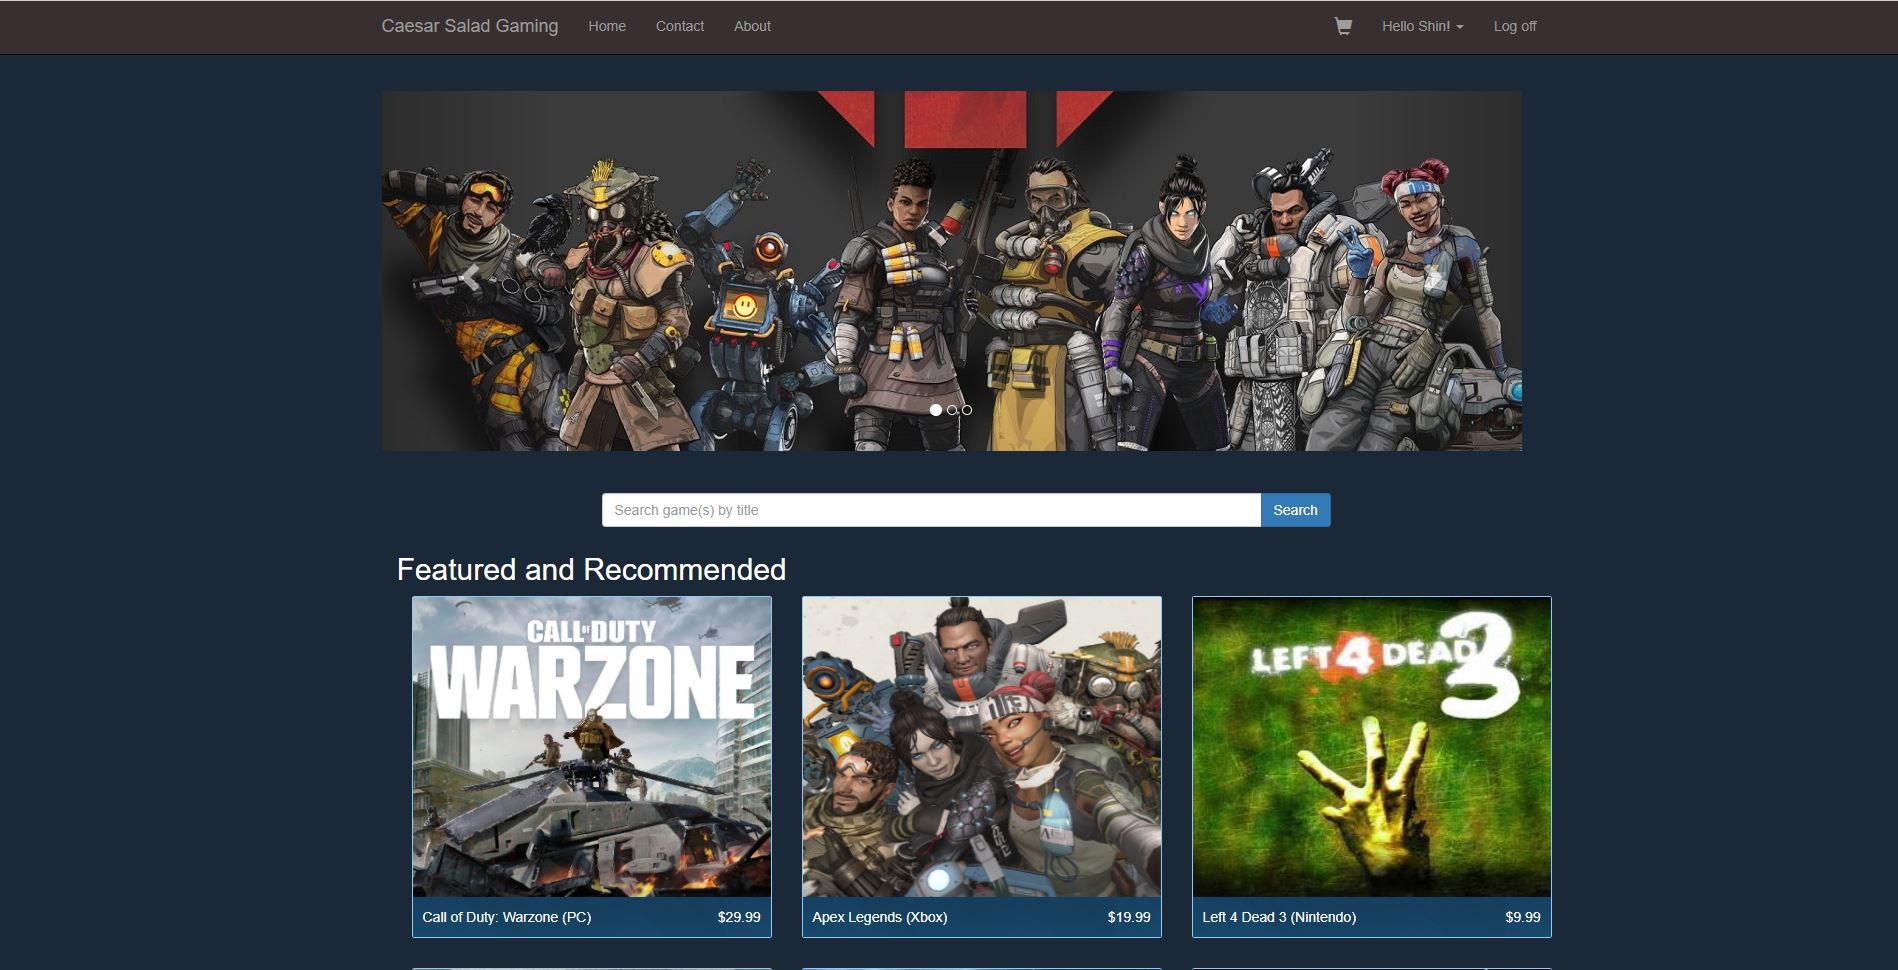 Caesar Salad Gaming Home Contact About Hello Shin! Log off
Search game(s) by title Search
Featured and Recommended
CALL OF DUTY
WARZONE
LEFT 4 DEAD 3
Call of Duty: Warzone (PC) $29.99
Apex Legends (Xbox) $19.99
Left 4 Dead 3 (Nintendo) $9.99